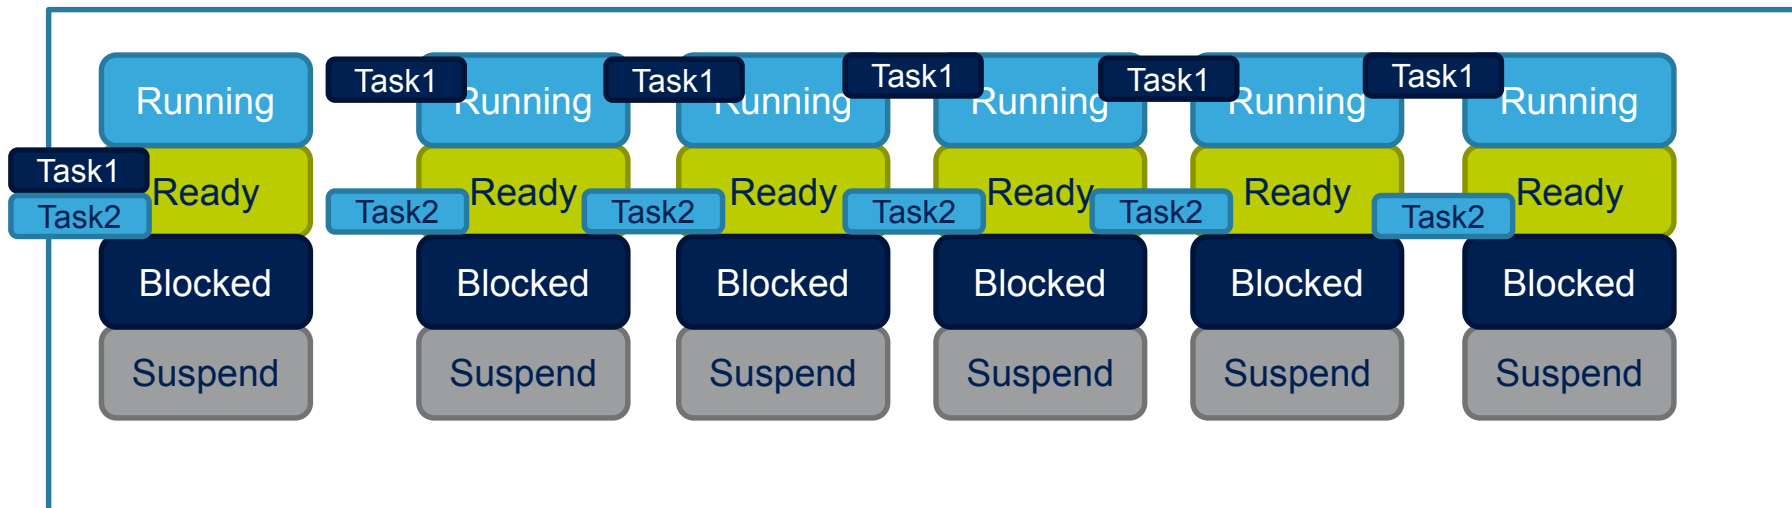 Running
Task1
Ready
Task2
Blocked
Suspend
Task1
Running
Task2
Ready
Blocked
Suspend
Task1
Running
Task2
Ready
Blocked
Suspend
Task1
Running
Task2
Ready
Blocked
Suspend
Task1
Running
Task2
Ready
Blocked
Suspend
Task1
Running
Task2
Ready
Blocked
Suspend